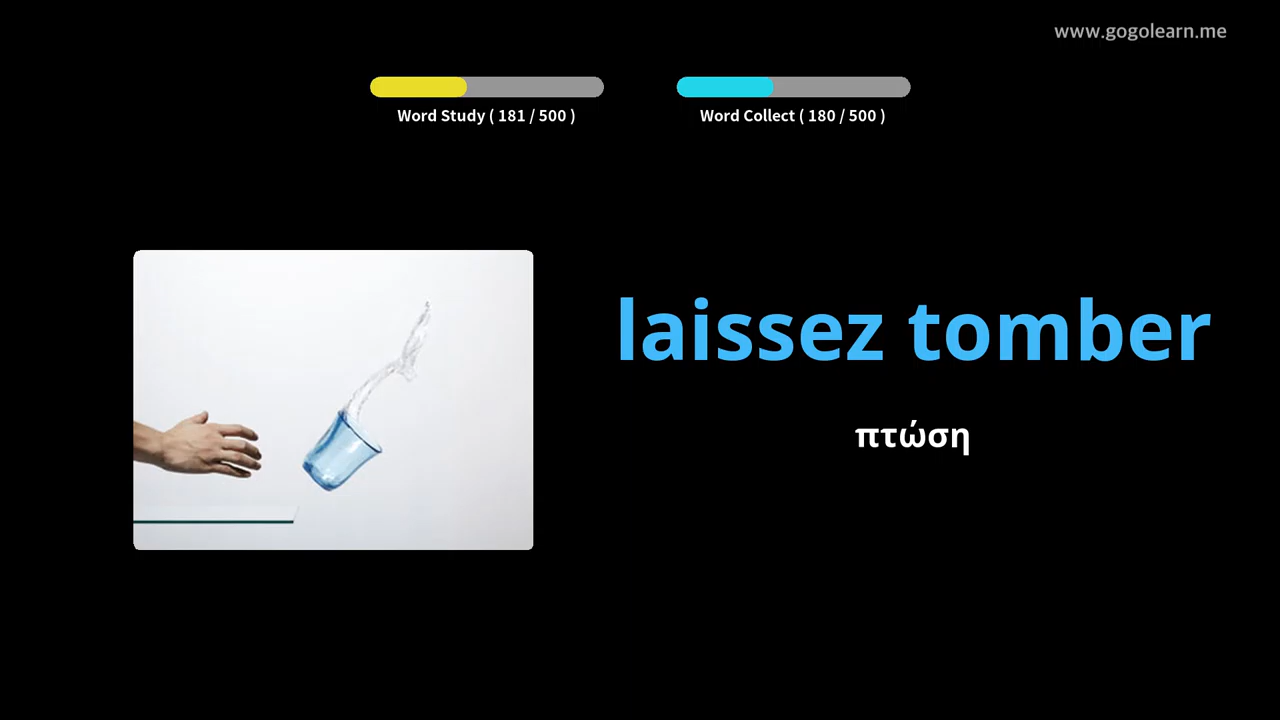 www.gogolearn.me
Word Study ( 181 / 500 )
Word Collect ( 180 / 500 )
laissez tomber
πτώση